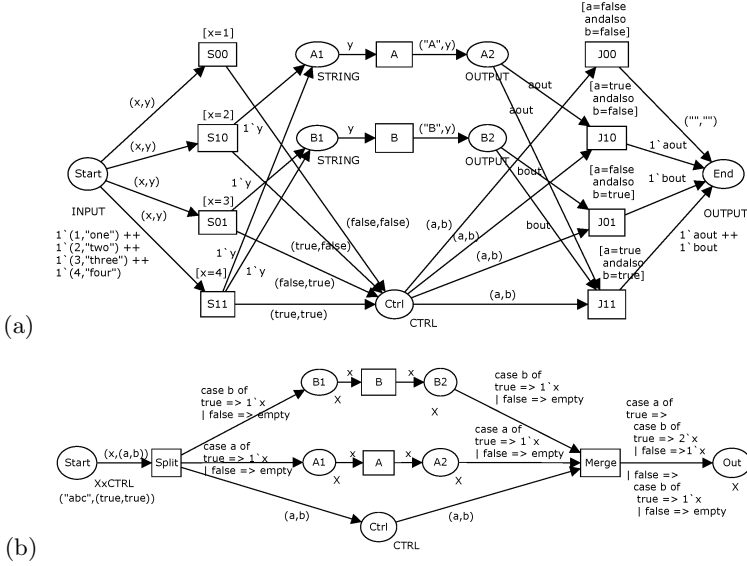 [x=1]
S00
A1
y
A
("A",y)
A2
STRING
OUTPUT
[a=false
andalso
b=false]
J00
(x,y)
[x=2]
S10
1`y
B1
y
B
("B",y)
B2
STRING
OUTPUT
aout
aout
[a=true
andalso
b=false]
J10
("","")
1`aout
(x,y)
Start
INPUT
1`(1,"one") ++
1`(2,"two") ++
1`(3,"three") ++
1`(4,"four")
(x,y)
(x,y)
1`y
[x=3]
S01
(false,false)
(true,false)
bout
bout
[a=false
andalso
b=true]
J01
1`bout
End
OUTPUT
1`aout ++
1`bout
(a,b)
(a,b)
(a,b)
1`y
1`y
[x=4]
S11
(false,true)
(true,true)
Ctrl
CTRL
(a,b)
[a=true
andalso
b=true]
J11
(a)
case b of
true => 1`x
| false => empty
B1
x
B
x
B2
X
X
case b of
true => 1`x
| false => empty
Start
(x,(a,b))
XxCTRL
("abc",(true,true))
Split
case a of
true => 1`x
| false => empty
A1
x
A
x
A2
X
X
case a of
true => 1`x
| false => empty
Merge
case a of
true =>
case b of
true => 2`x
| false =>1`x
| false =>
case b of
true => 1`x
| false => empty
Out
X
(a,b)
Ctrl
CTRL
(a,b)
(b)